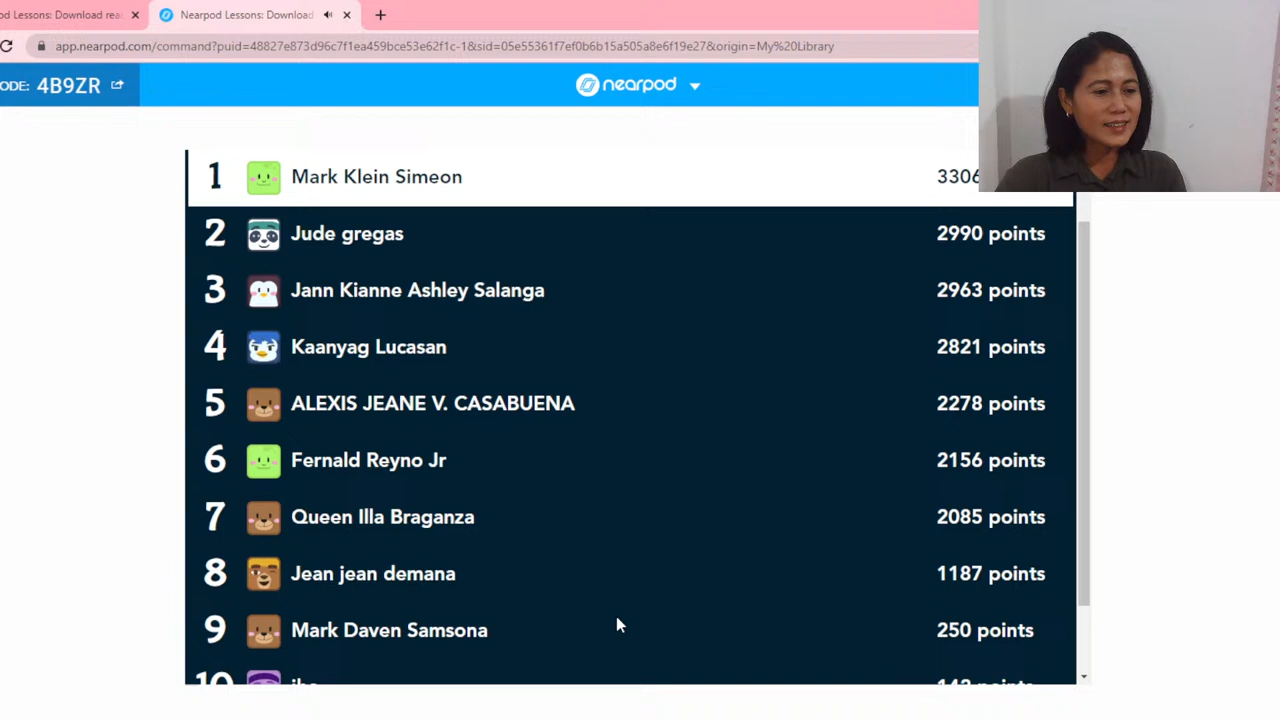 od Lessons: Download rea
Nearpod Lessons: Download
app.nearpod.com/command?puid=48827e873d96c7f1ea459bce53e62f1c-1&sid=05e55361f7ef0b6b15a505a8e6f19e27&origin=My%20Library
ODE: 4B9ZR
nearpod
1 Mark Klein Simeon 3306
2 Jude gregas 2990 points
3 Jann Kianne Ashley Salanga 2963 points
4 Kaanyag Lucasan 2821 points
5 ALEXIS JEANE V. CASABUENA 2278 points
6 Fernald Reyno Jr 2156 points
7 Queen Illa Braganza 2085 points
8 Jean jean demana 1187 points
9 Mark Daven Samsona 250 points
10